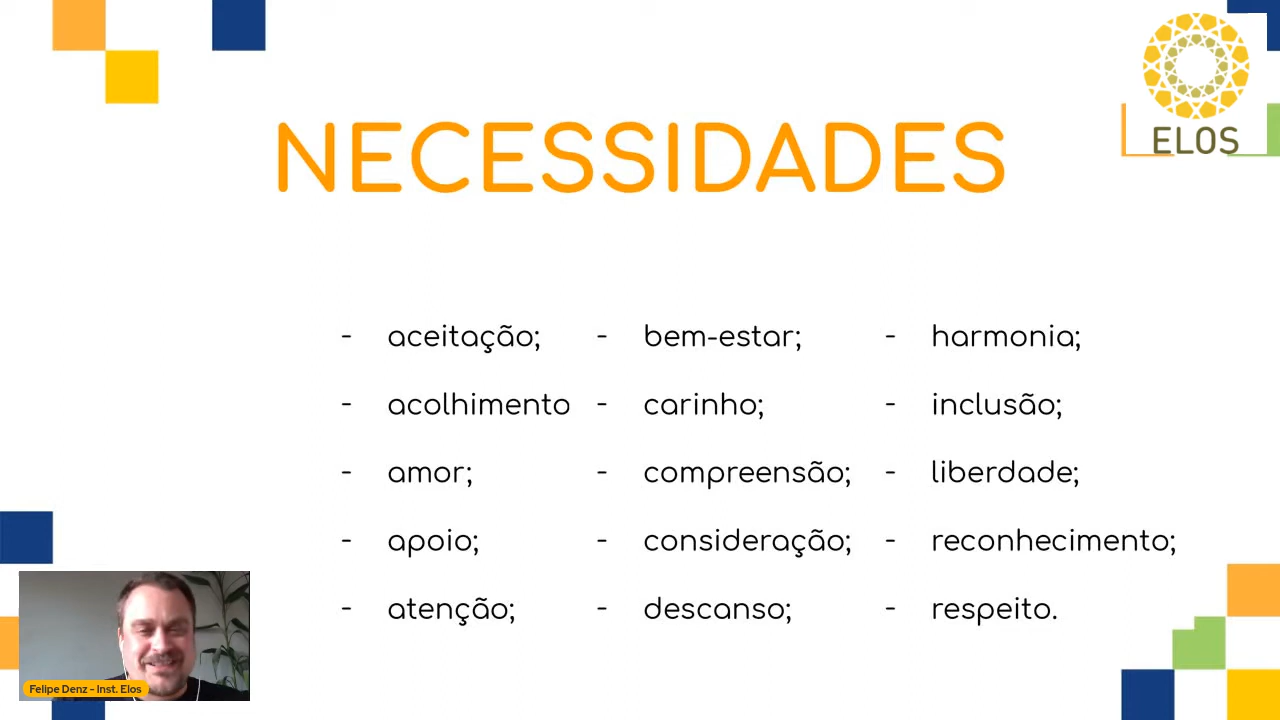 ELOS
NECESSIDADES
- aceitação;
- acolhimento
- amor;
- apoio;
- atenção;
- bem-estar;
- carinho;
- compreensão;
- consideração;
- descanso;
- harmonia;
- inclusão;
- liberdade;
- reconhecimento;
- respeito.
Felipe Denz - Inst. Elos